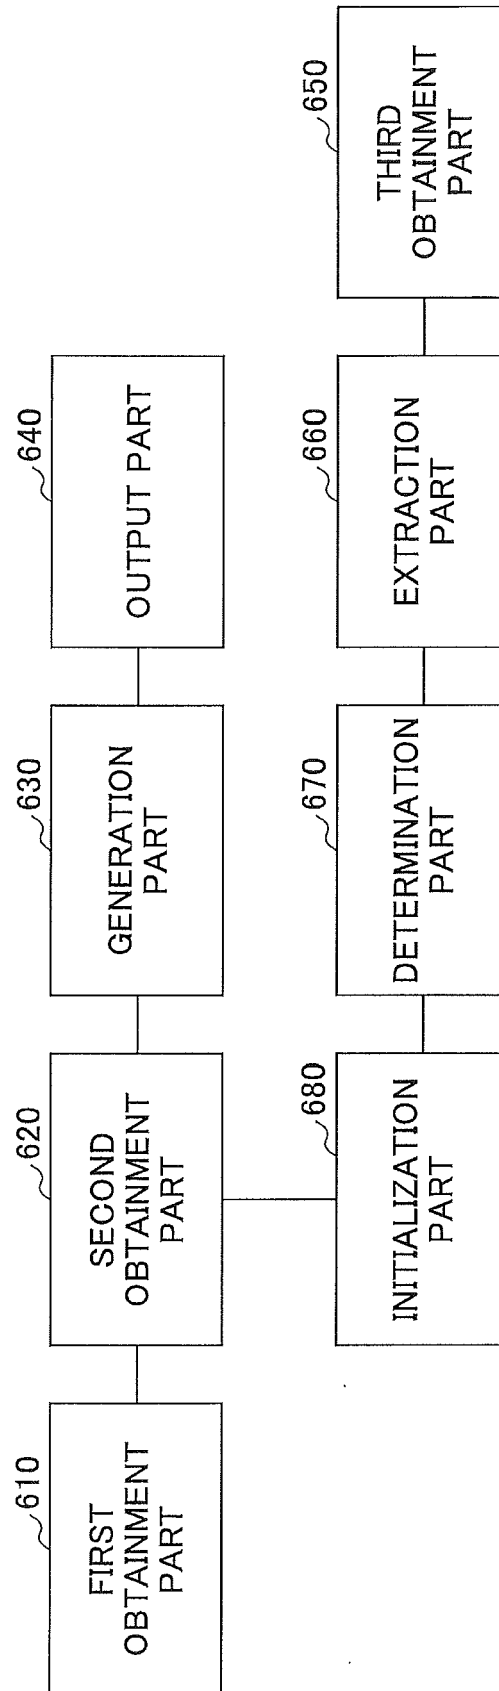 610
FIRST
OBTAINMENT
PART
620
SECOND
OBTAINMENT
PART
630
GENERATION
PART
640
OUTPUT PART
680
INITIALIZATION
PART
670
DETERMINATION
PART
660
EXTRACTION
PART
650
THIRD
OBTAINMENT
PART